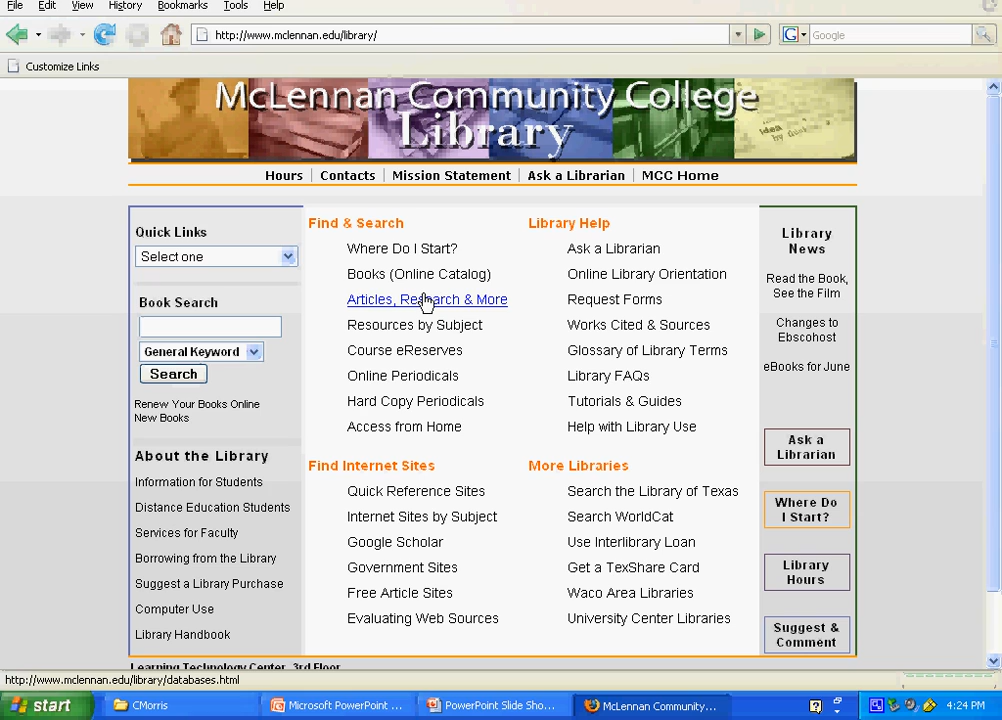 File Edit View History Bookmarks Tools Help
http://www.mclennan.edu/library/
Google
Customize Links
McLennan Community College
Library
Hours | Contacts | Mission Statement | Ask a Librarian | MCC Home
Quick Links
Select one
Book Search
General Keyword
Search
Renew Your Books Online
New Books
About the Library
Information for Students
Distance Education Students
Services for Faculty
Borrowing from the Library
Suggest a Library Purchase
Computer Use
Library Handbook
Find & Search
Where Do I Start?
Books (Online Catalog)
Articles, Research & More
Resources by Subject
Course eReserves
Online Periodicals
Hard Copy Periodicals
Access from Home
Find Internet Sites
Quick Reference Sites
Internet Sites by Subject
Google Scholar
Government Sites
Free Article Sites
Evaluating Web Sources
Library Help
Ask a Librarian
Online Library Orientation
Request Forms
Works Cited & Sources
Glossary of Library Terms
Library FAQs
Tutorials & Guides
Help with Library Use
More Libraries
Search the Library of Texas
Search WorldCat
Use Interlibrary Loan
Get a TexShare Card
Waco Area Libraries
University Center Libraries
Library
News
Read the Book,
See the Film
Changes to
Ebscohost
eBooks for June
Ask a
Librarian
Where Do
I Start?
Library
Hours
Suggest &
Comment
Learning Technology Center, 3rd Floor
http://www.mclennan.edu/library/databases.html
start
CMorris
Microsoft PowerPoint ...
PowerPoint Slide Sho...
McLennan Community...
4:24 PM